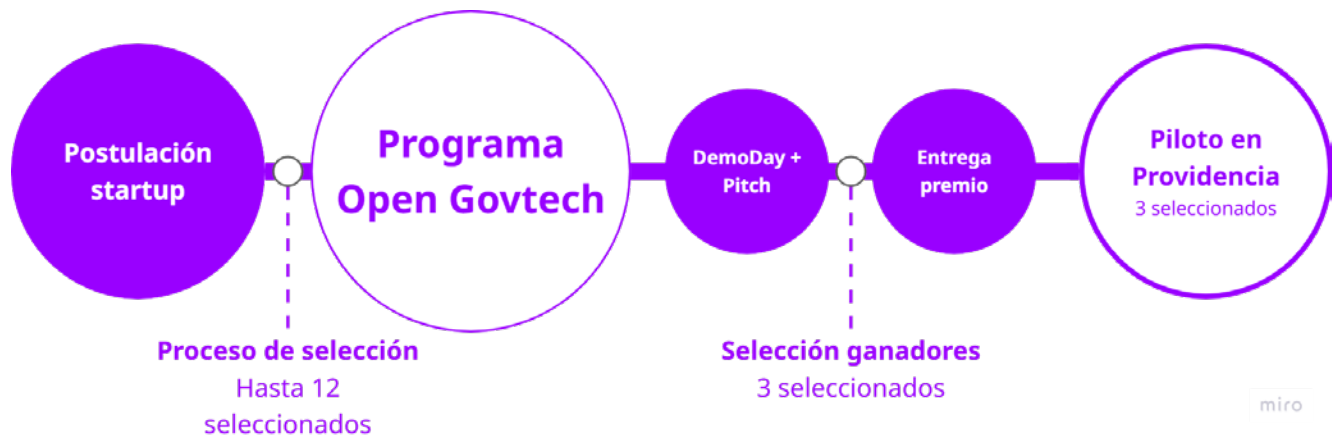 Postulación
startup
Programa
Open Govtech
DemoDay +
Pitch
Entrega
premio
Piloto en
Providencia
3 seleccionados
Proceso de selección
Hasta 12
seleccionados
Selección ganadores
3 seleccionados
miro